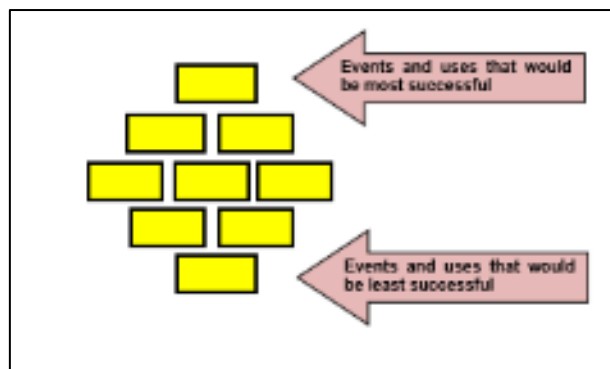 Events and uses that would
be most successful
Events and uses that would
be least successful